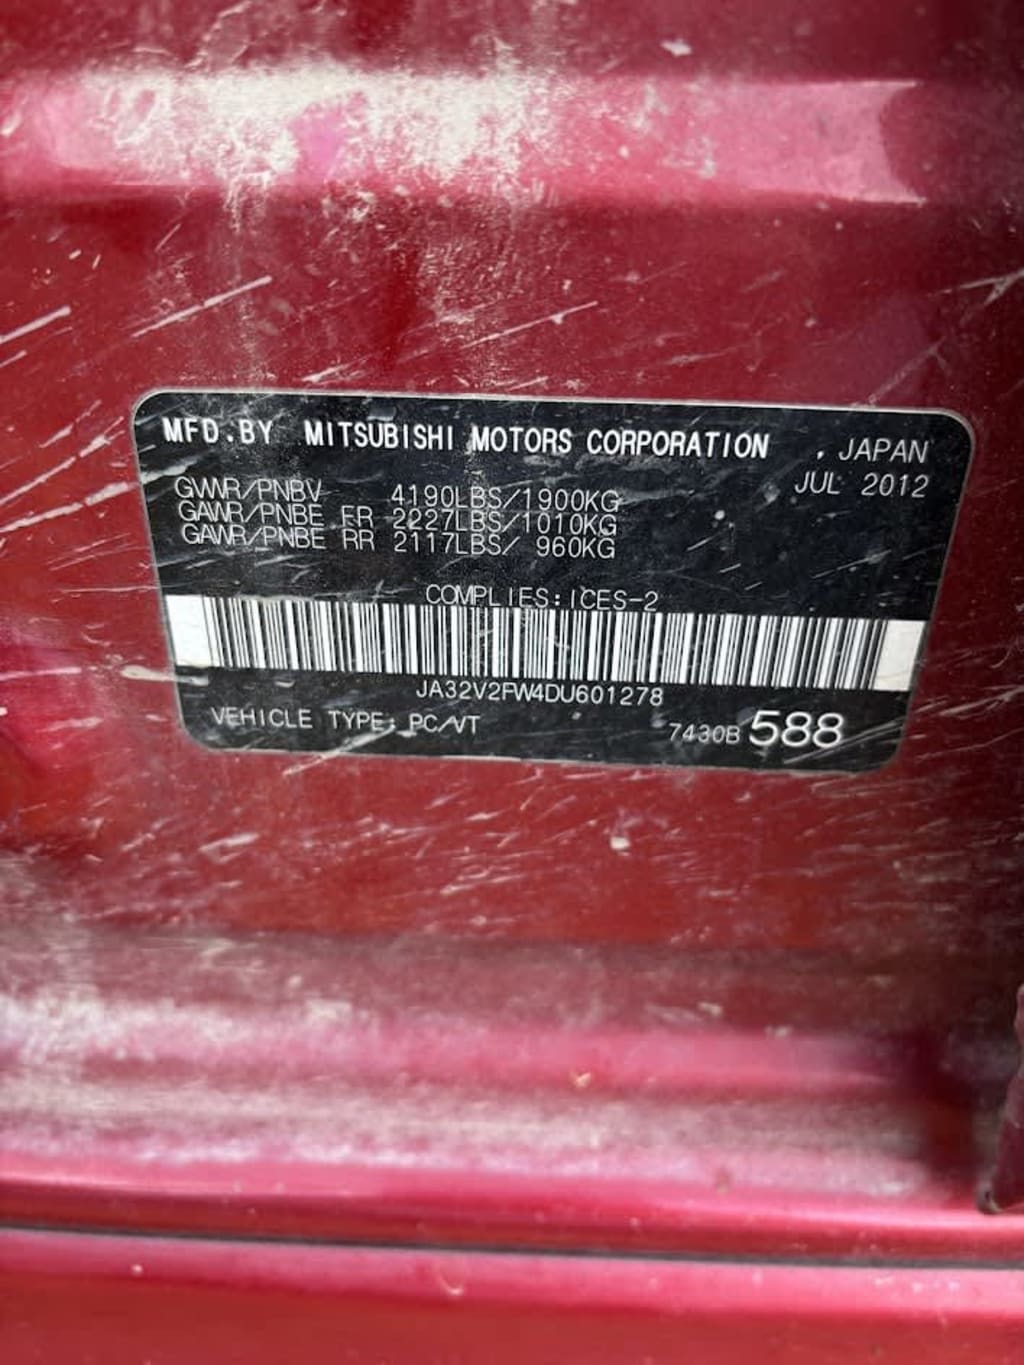 MFD.BY MITSUBISHI MOTORS CORPORATION , JAPAN
JUL 2012
GVWR/PNBV 4190LBS/1900KG
GAWR/PNBE FR 2227LBS/1010KG
GAWR/PNBE RR 2117LBS/ 960KG
COMPLIES:ICES-2
JA32V2FW4DU601278
VEHICLE TYPE: PC/VT 7430B 588